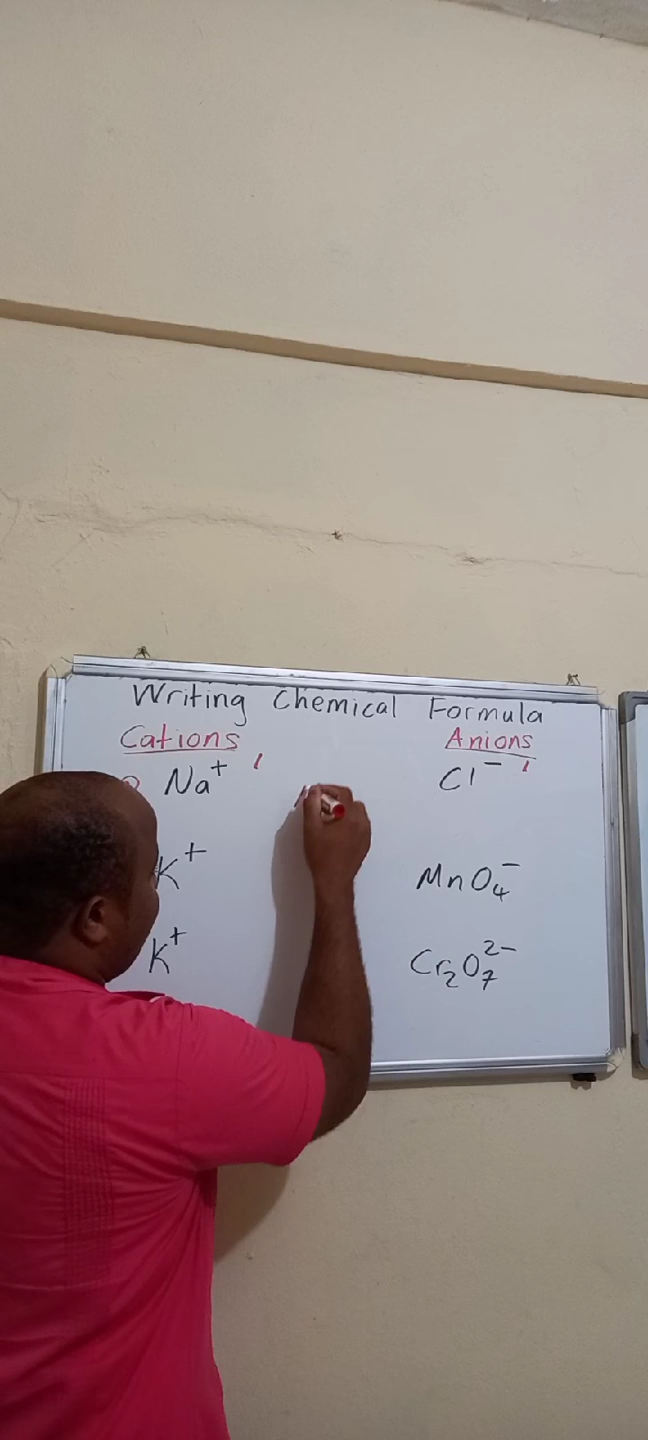 Writing Chemical Formula
Cations Anions
Na⁺ 1 Cl⁻ 1
K⁺ MnO₄⁻
K⁺ Cr₂O₇²⁻